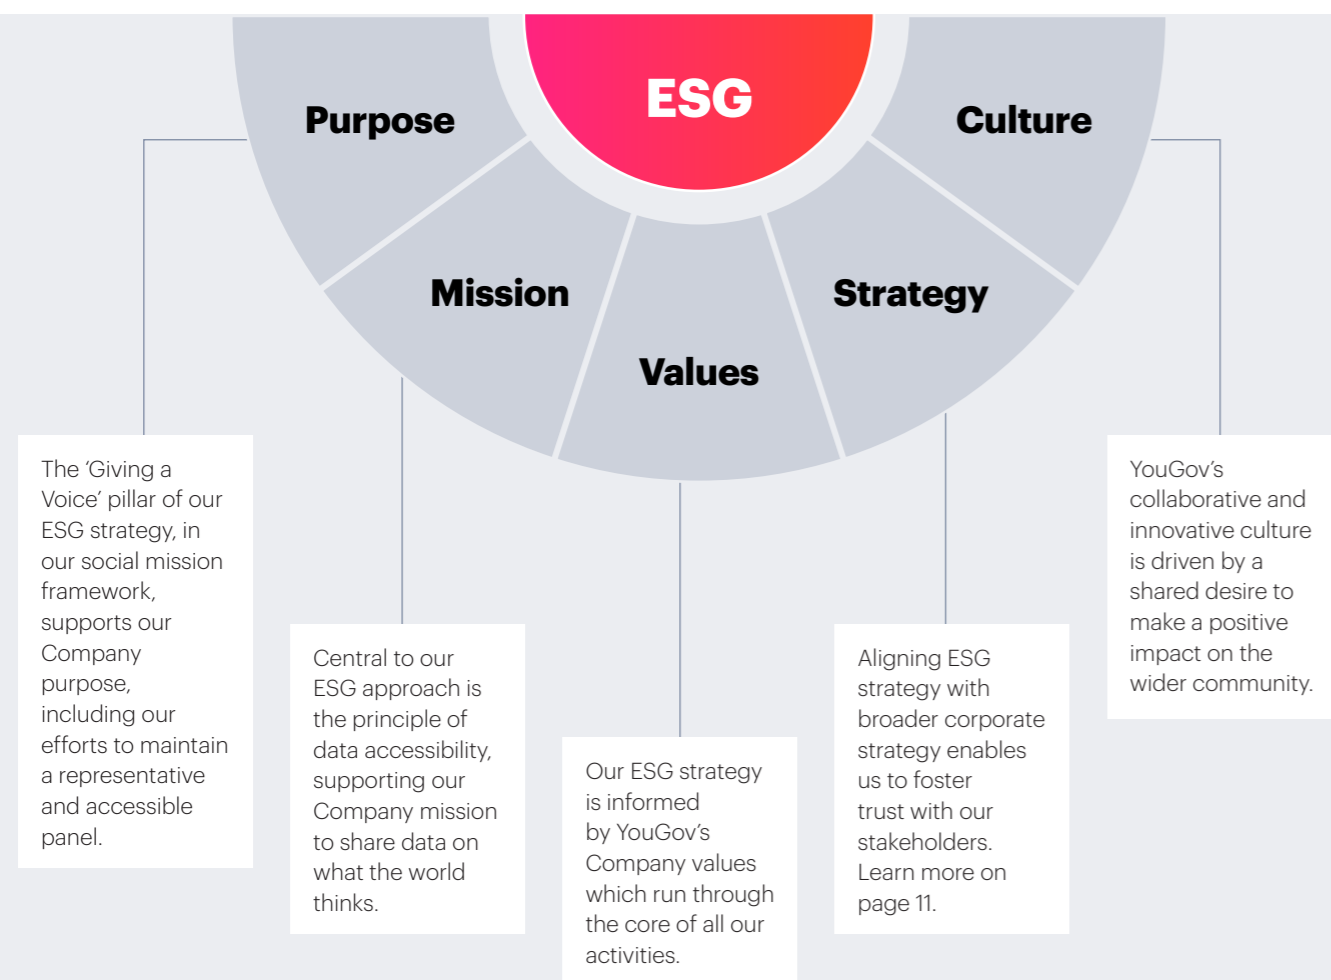 ESG
Purpose
Culture
Mission
Strategy
Values
The ‘Giving a
Voice’ pillar of our
ESG strategy, in
our social mission
framework,
supports our
Company
purpose,
including our
efforts to maintain
a representative
and accessible
panel.
Central to our
ESG approach is
the principle of
data accessibility,
supporting our
Company mission
to share data on
what the world
thinks.
Our ESG strategy
is informed
by YouGov’s
Company values
which run through
the core of all our
activities.
Aligning ESG
strategy with
broader corporate
strategy enables
us to foster
trust with our
stakeholders.
Learn more on
page 11.
YouGov’s
collaborative and
innovative culture
is driven by a
shared desire to
make a positive
impact on the
wider community.